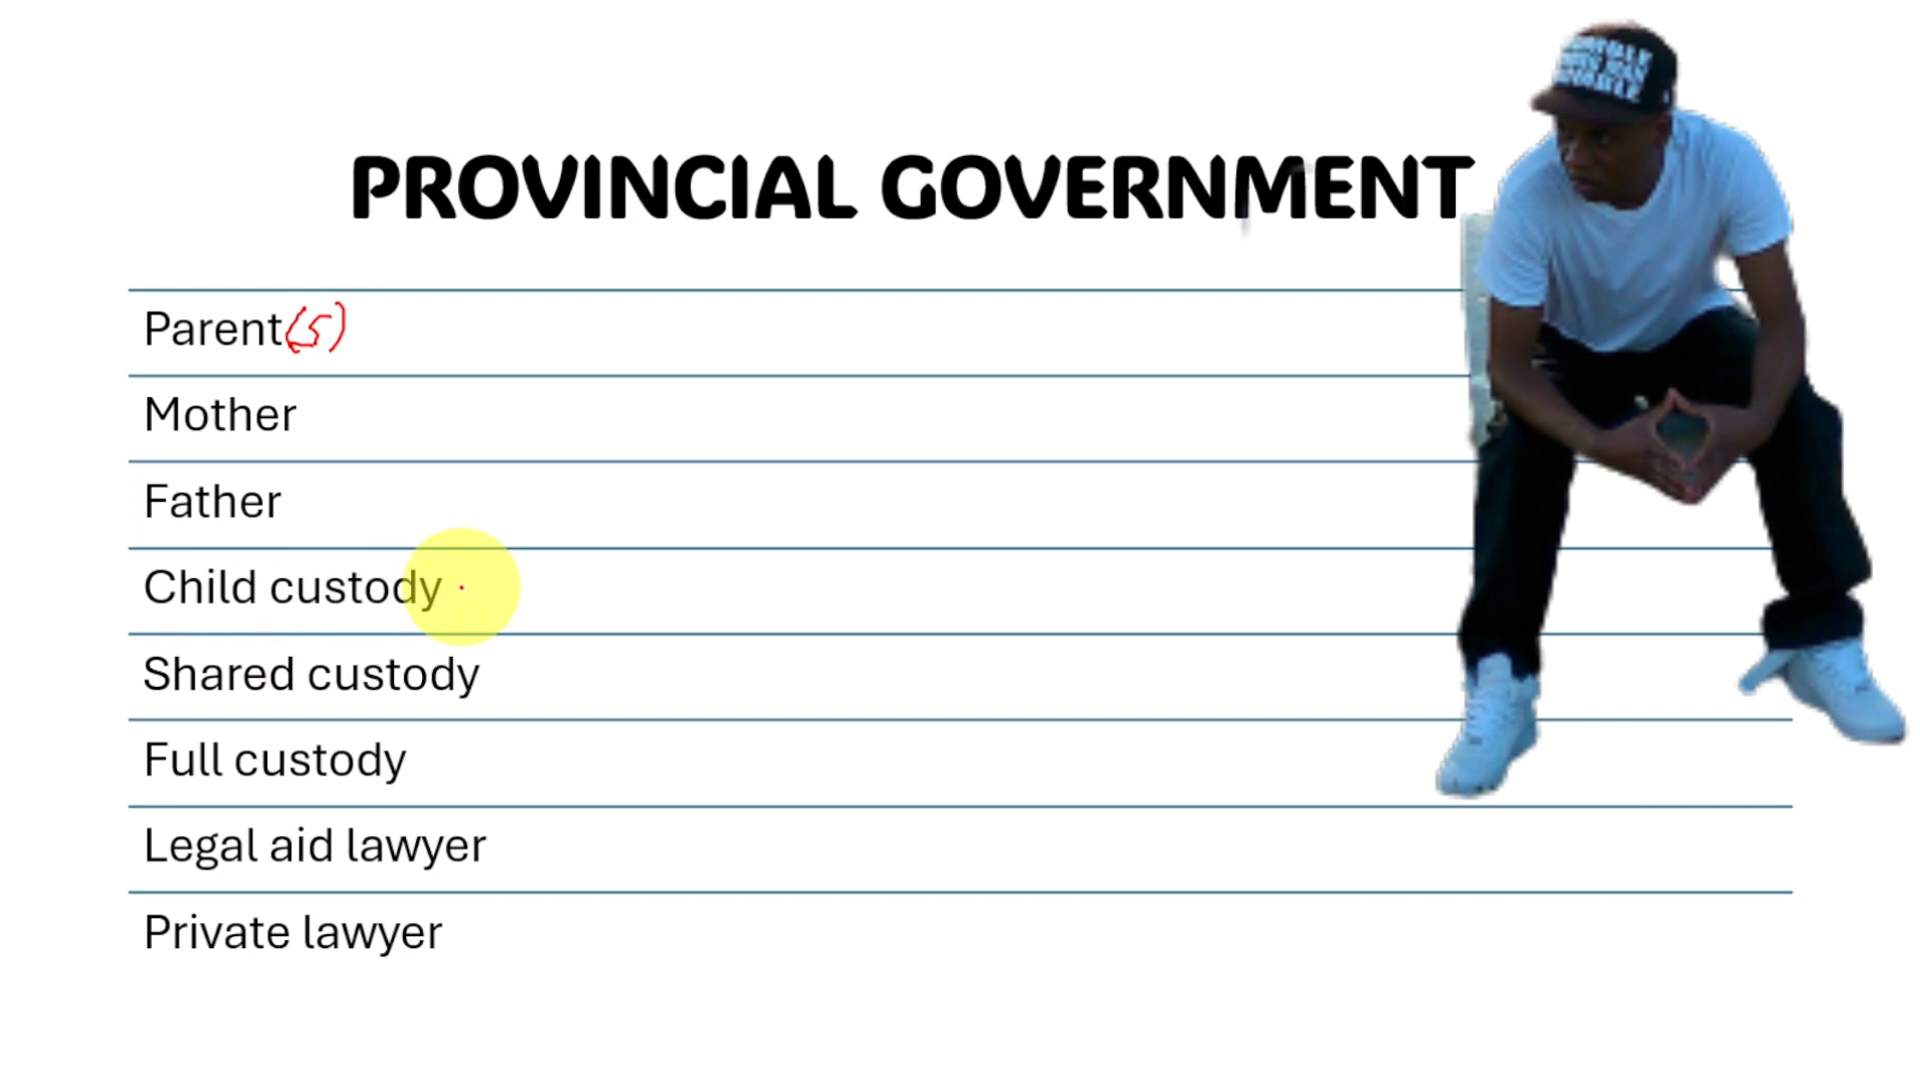 PROVINCIAL GOVERNMENT
Parent(s)
Mother
Father
Child custody
Shared custody
Full custody
Legal aid lawyer
Private lawyer